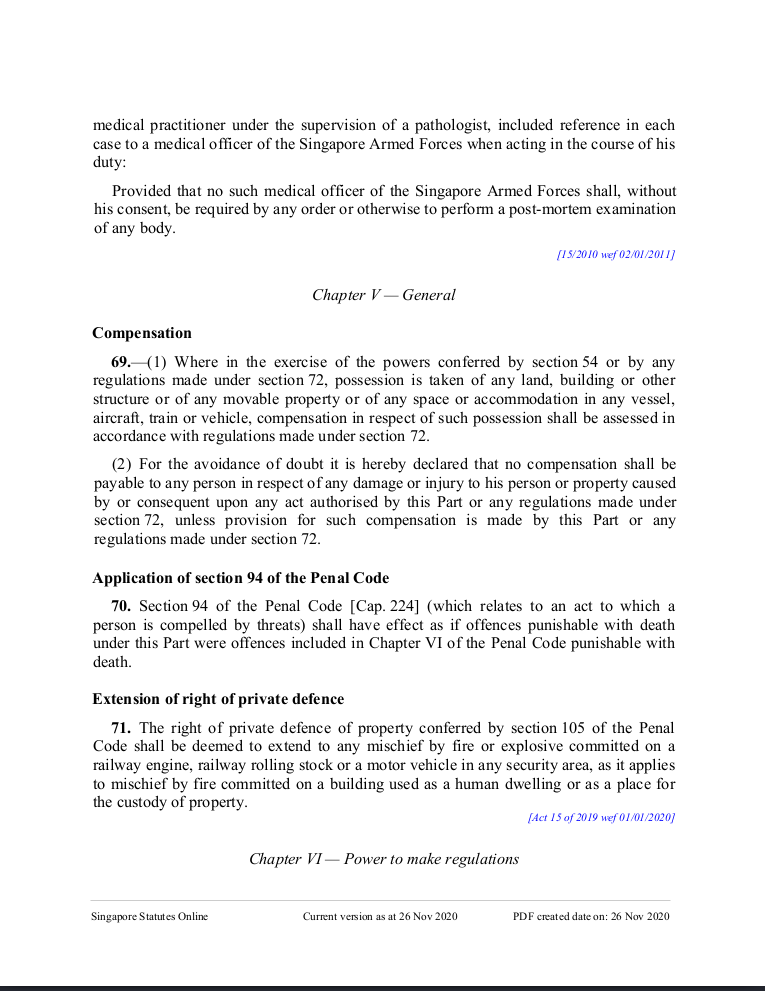 medical practitioner under the supervision of a pathologist, included reference in each
case to a medical officer of the Singapore Armed Forces when acting in the course of his
duty:
Provided that no such medical officer of the Singapore Armed Forces shall, without
his consent, be required by any order or otherwise to perform a post-mortem examination
of any body.
[15/2010 wef 02/01/2011]
Chapter V — General
Compensation
69.—(1) Where in the exercise of the powers conferred by section 54 or by any
regulations made under section 72, possession is taken of any land, building or other
structure or of any movable property or of any space or accommodation in any vessel,
aircraft, train or vehicle, compensation in respect of such possession shall be assessed in
accordance with regulations made under section 72.
(2) For the avoidance of doubt it is hereby declared that no compensation shall be
payable to any person in respect of any damage or injury to his person or property caused
by or consequent upon any act authorised by this Part or any regulations made under
section 72, unless provision for such compensation is made by this Part or any
regulations made under section 72.
Application of section 94 of the Penal Code
70. Section 94 of the Penal Code [Cap. 224] (which relates to an act to which a
person is compelled by threats) shall have effect as if offences punishable with death
under this Part were offences included in Chapter VI of the Penal Code punishable with
death.
Extension of right of private defence
71. The right of private defence of property conferred by section 105 of the Penal
Code shall be deemed to extend to any mischief by fire or explosive committed on a
railway engine, railway rolling stock or a motor vehicle in any security area, as it applies
to mischief by fire committed on a building used as a human dwelling or as a place for
the custody of property.
[Act 15 of 2019 wef 01/01/2020]
Chapter VI — Power to make regulations
Singapore Statutes Online Current version as at 26 Nov 2020 PDF created date on: 26 Nov 2020